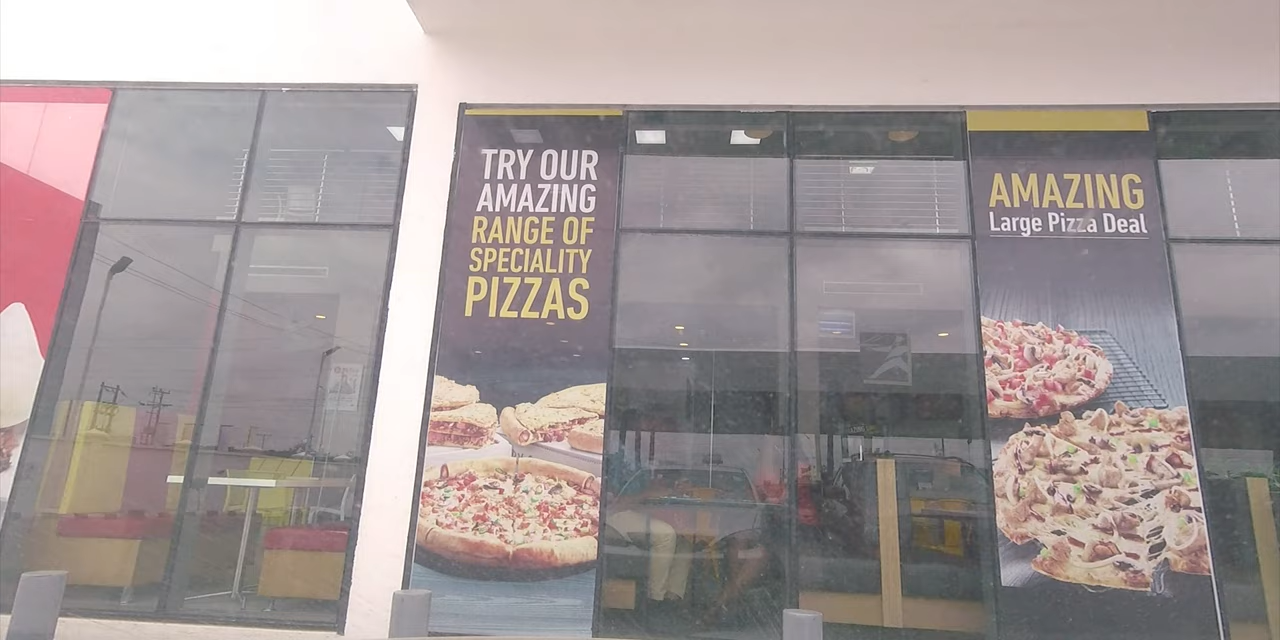 TRY OUR
AMAZING
RANGE OF
SPECIALITY
PIZZAS
AMAZING
Large Pizza Deal